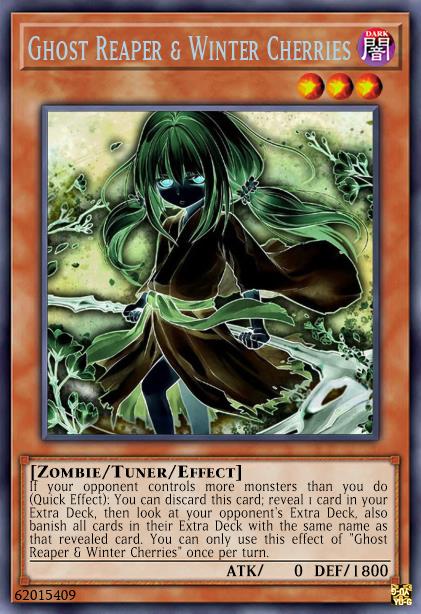 Ghost Reaper & Winter Cherries
DARK
闇
[Zombie/Tuner/Effect]
If your opponent controls more monsters than you do
(Quick Effect): You can discard this card; reveal 1 card in your
Extra Deck, then look at your opponent's Extra Deck, also
banish all cards in their Extra Deck with the same name as
that revealed card. You can only use this effect of "Ghost
Reaper & Winter Cherries" once per turn.
ATK/ 0 DEF/1800
62015409